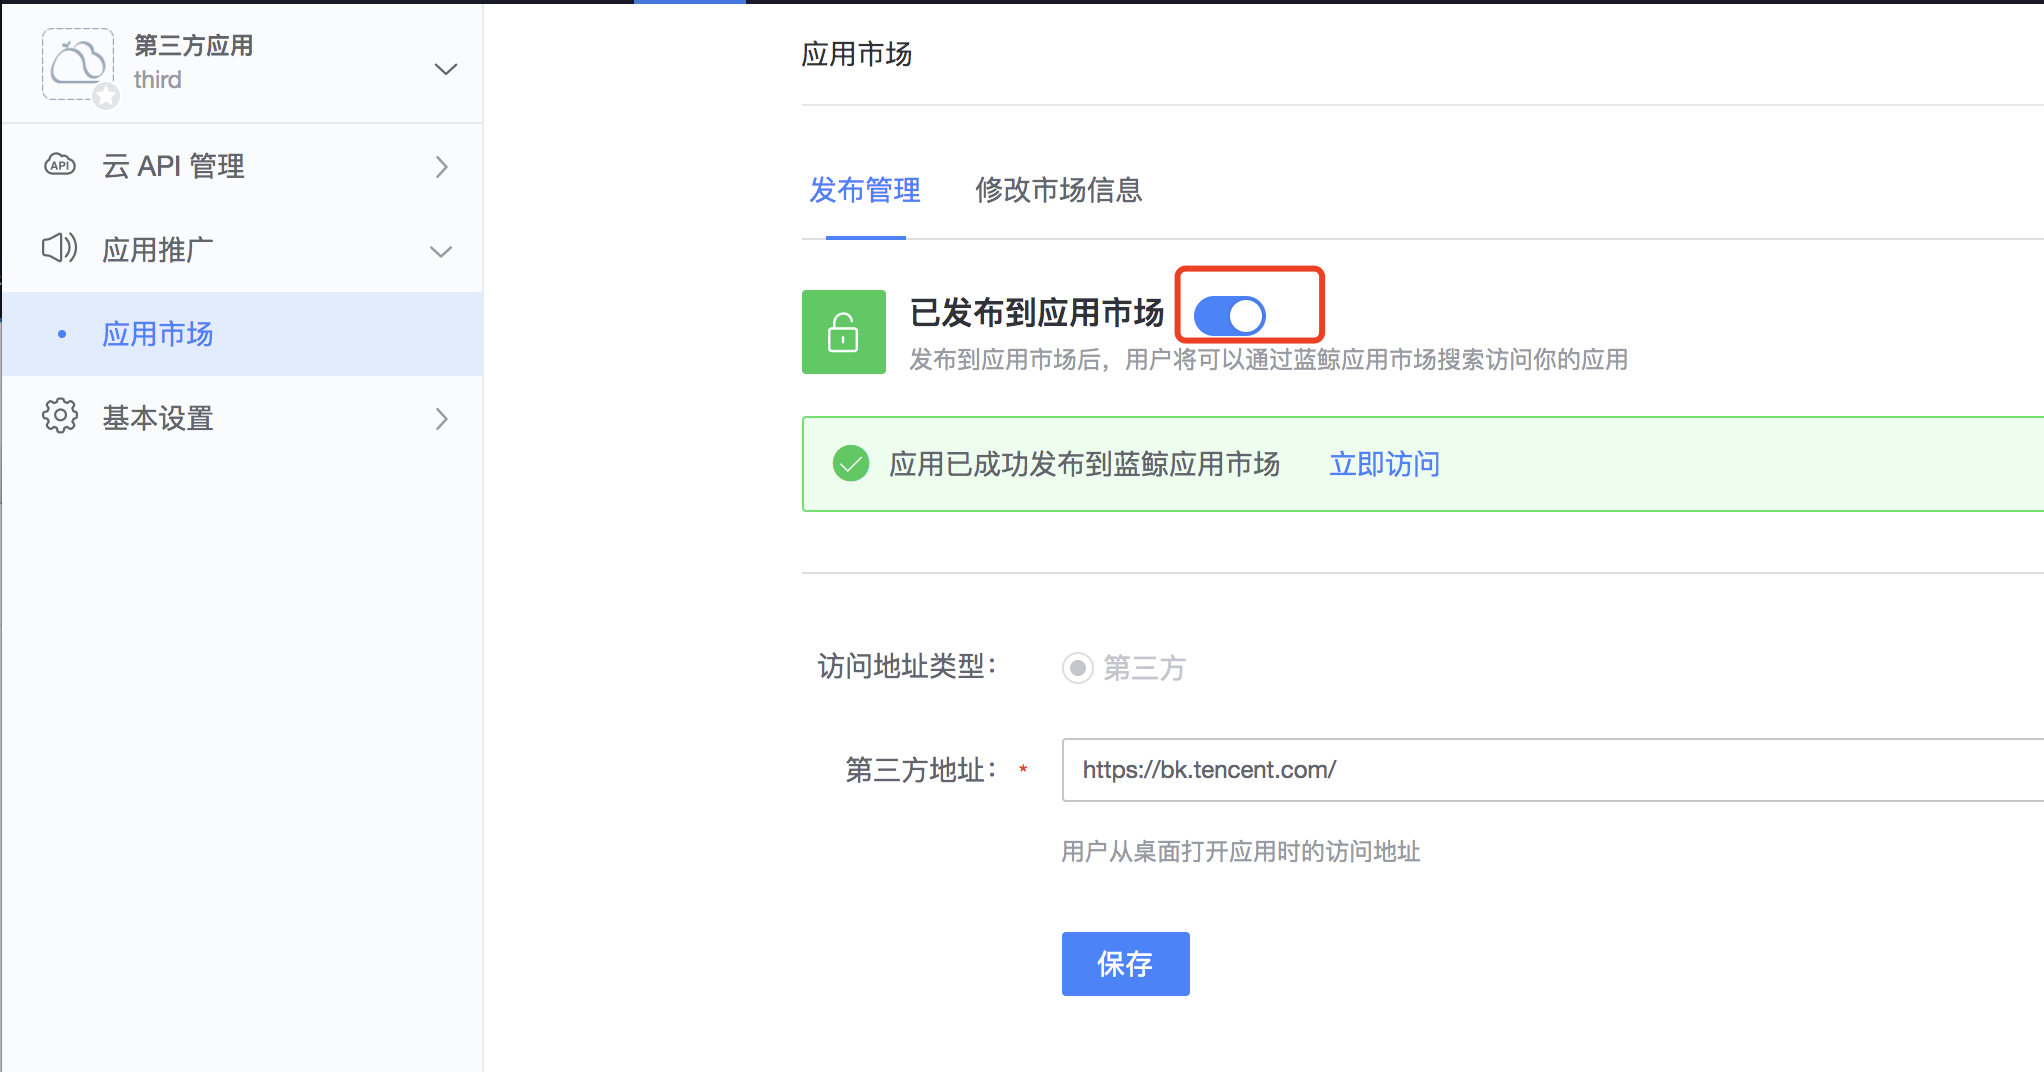 第三方应用
third
API 云 API 管理
应用推广
应用市场
基本设置
应用市场
发布管理 修改市场信息
已发布到应用市场
发布到应用市场后，用户将可以通过蓝鲸应用市场搜索访问你的应用
应用已成功发布到蓝鲸应用市场 立即访问
访问地址类型： 第三方
第三方地址： * https://bk.tencent.com/
用户从桌面打开应用时的访问地址
保存